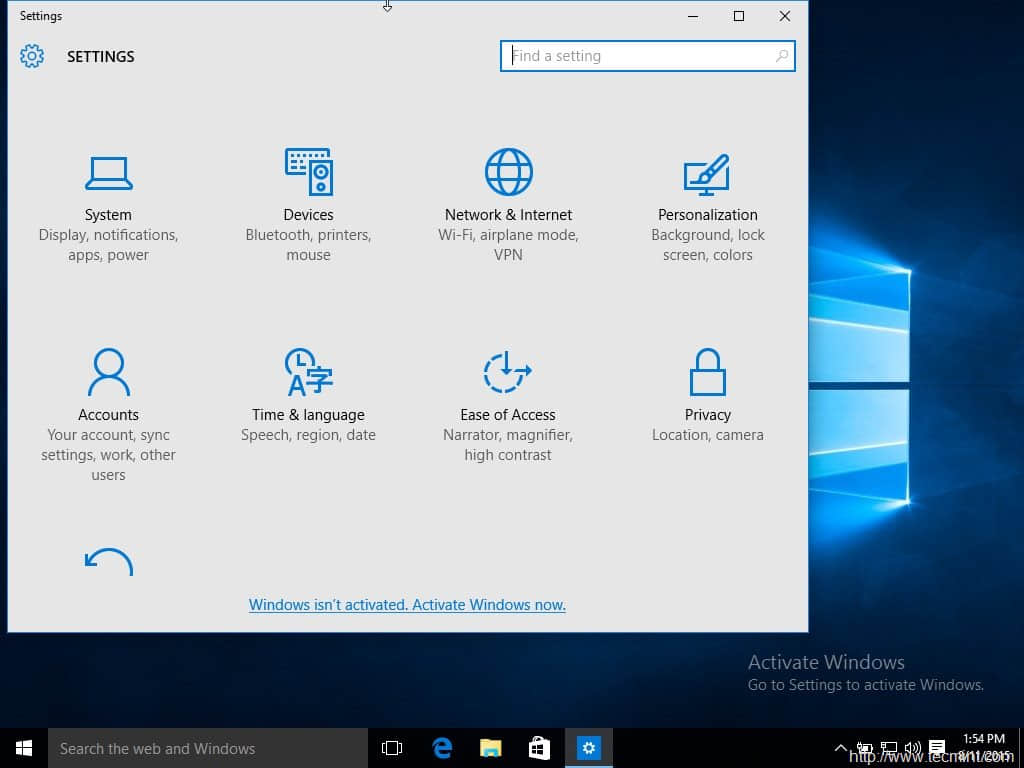 Settings
SETTINGS
Find a setting
System
Display, notifications,
apps, power
Devices
Bluetooth, printers,
mouse
Network & Internet
Wi-Fi, airplane mode,
VPN
Personalization
Background, lock
screen, colors
Accounts
Your account, sync
settings, work, other
users
A字
Time & language
Speech, region, date
Ease of Access
Narrator, magnifier,
high contrast
Privacy
Location, camera
Windows isn't activated. Activate Windows now.
Activate Windows
Go to Settings to activate Windows.
Search the web and Windows
1:54 PM
8/11/2015
http://www.tecmint.com